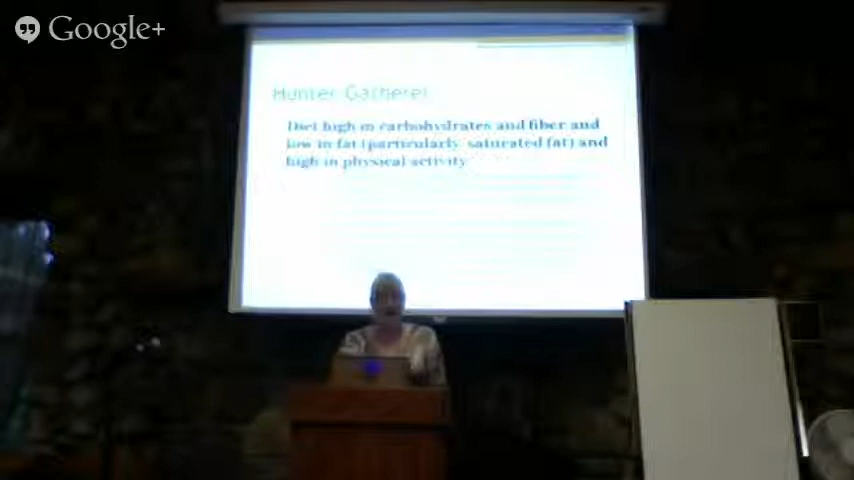 Google+
Hunter Gatherer
Diet high in carbohydrates and fiber and
low in fat (particularly saturated fat) and
high in physical activity